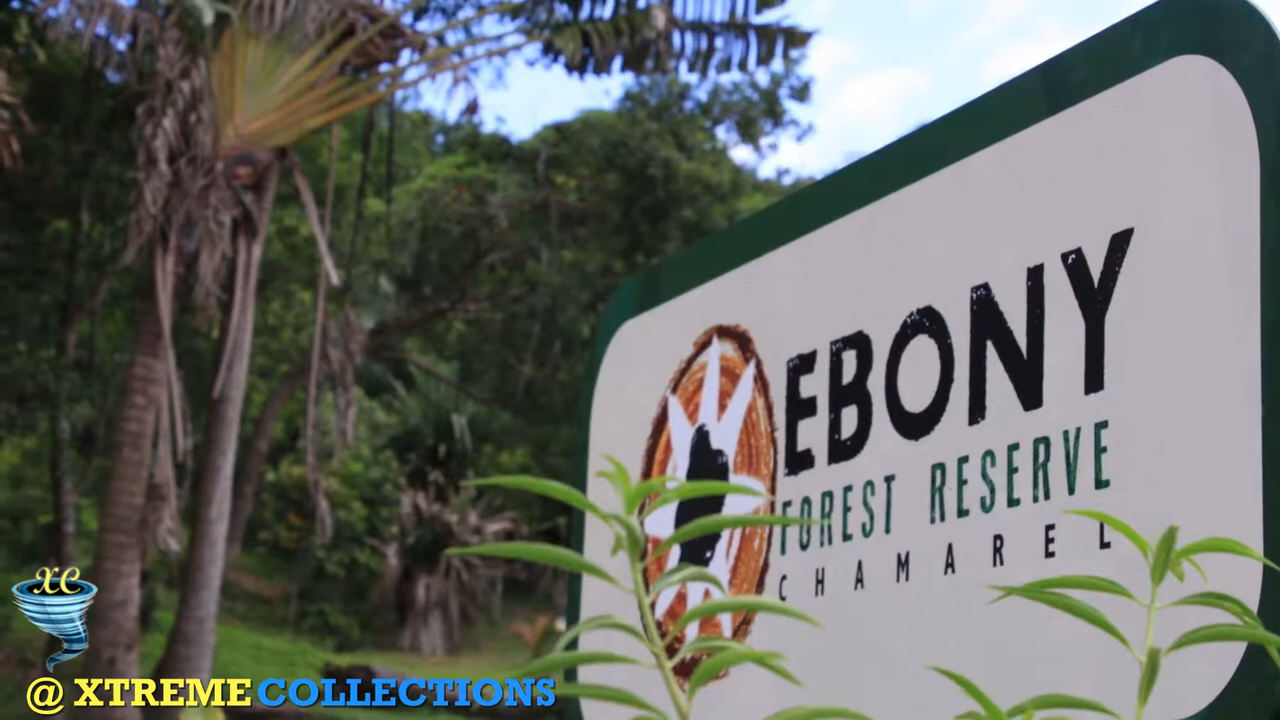 EBONY
FOREST RESERVE
CHAMAREL
XC
@ XTREME COLLECTIONS